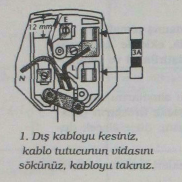 12 mm
E
3A
N
L
1. Dış kabloyu kesiniz,
kablo tutucunun vidasını
sökünüz, kabloyu takınız.